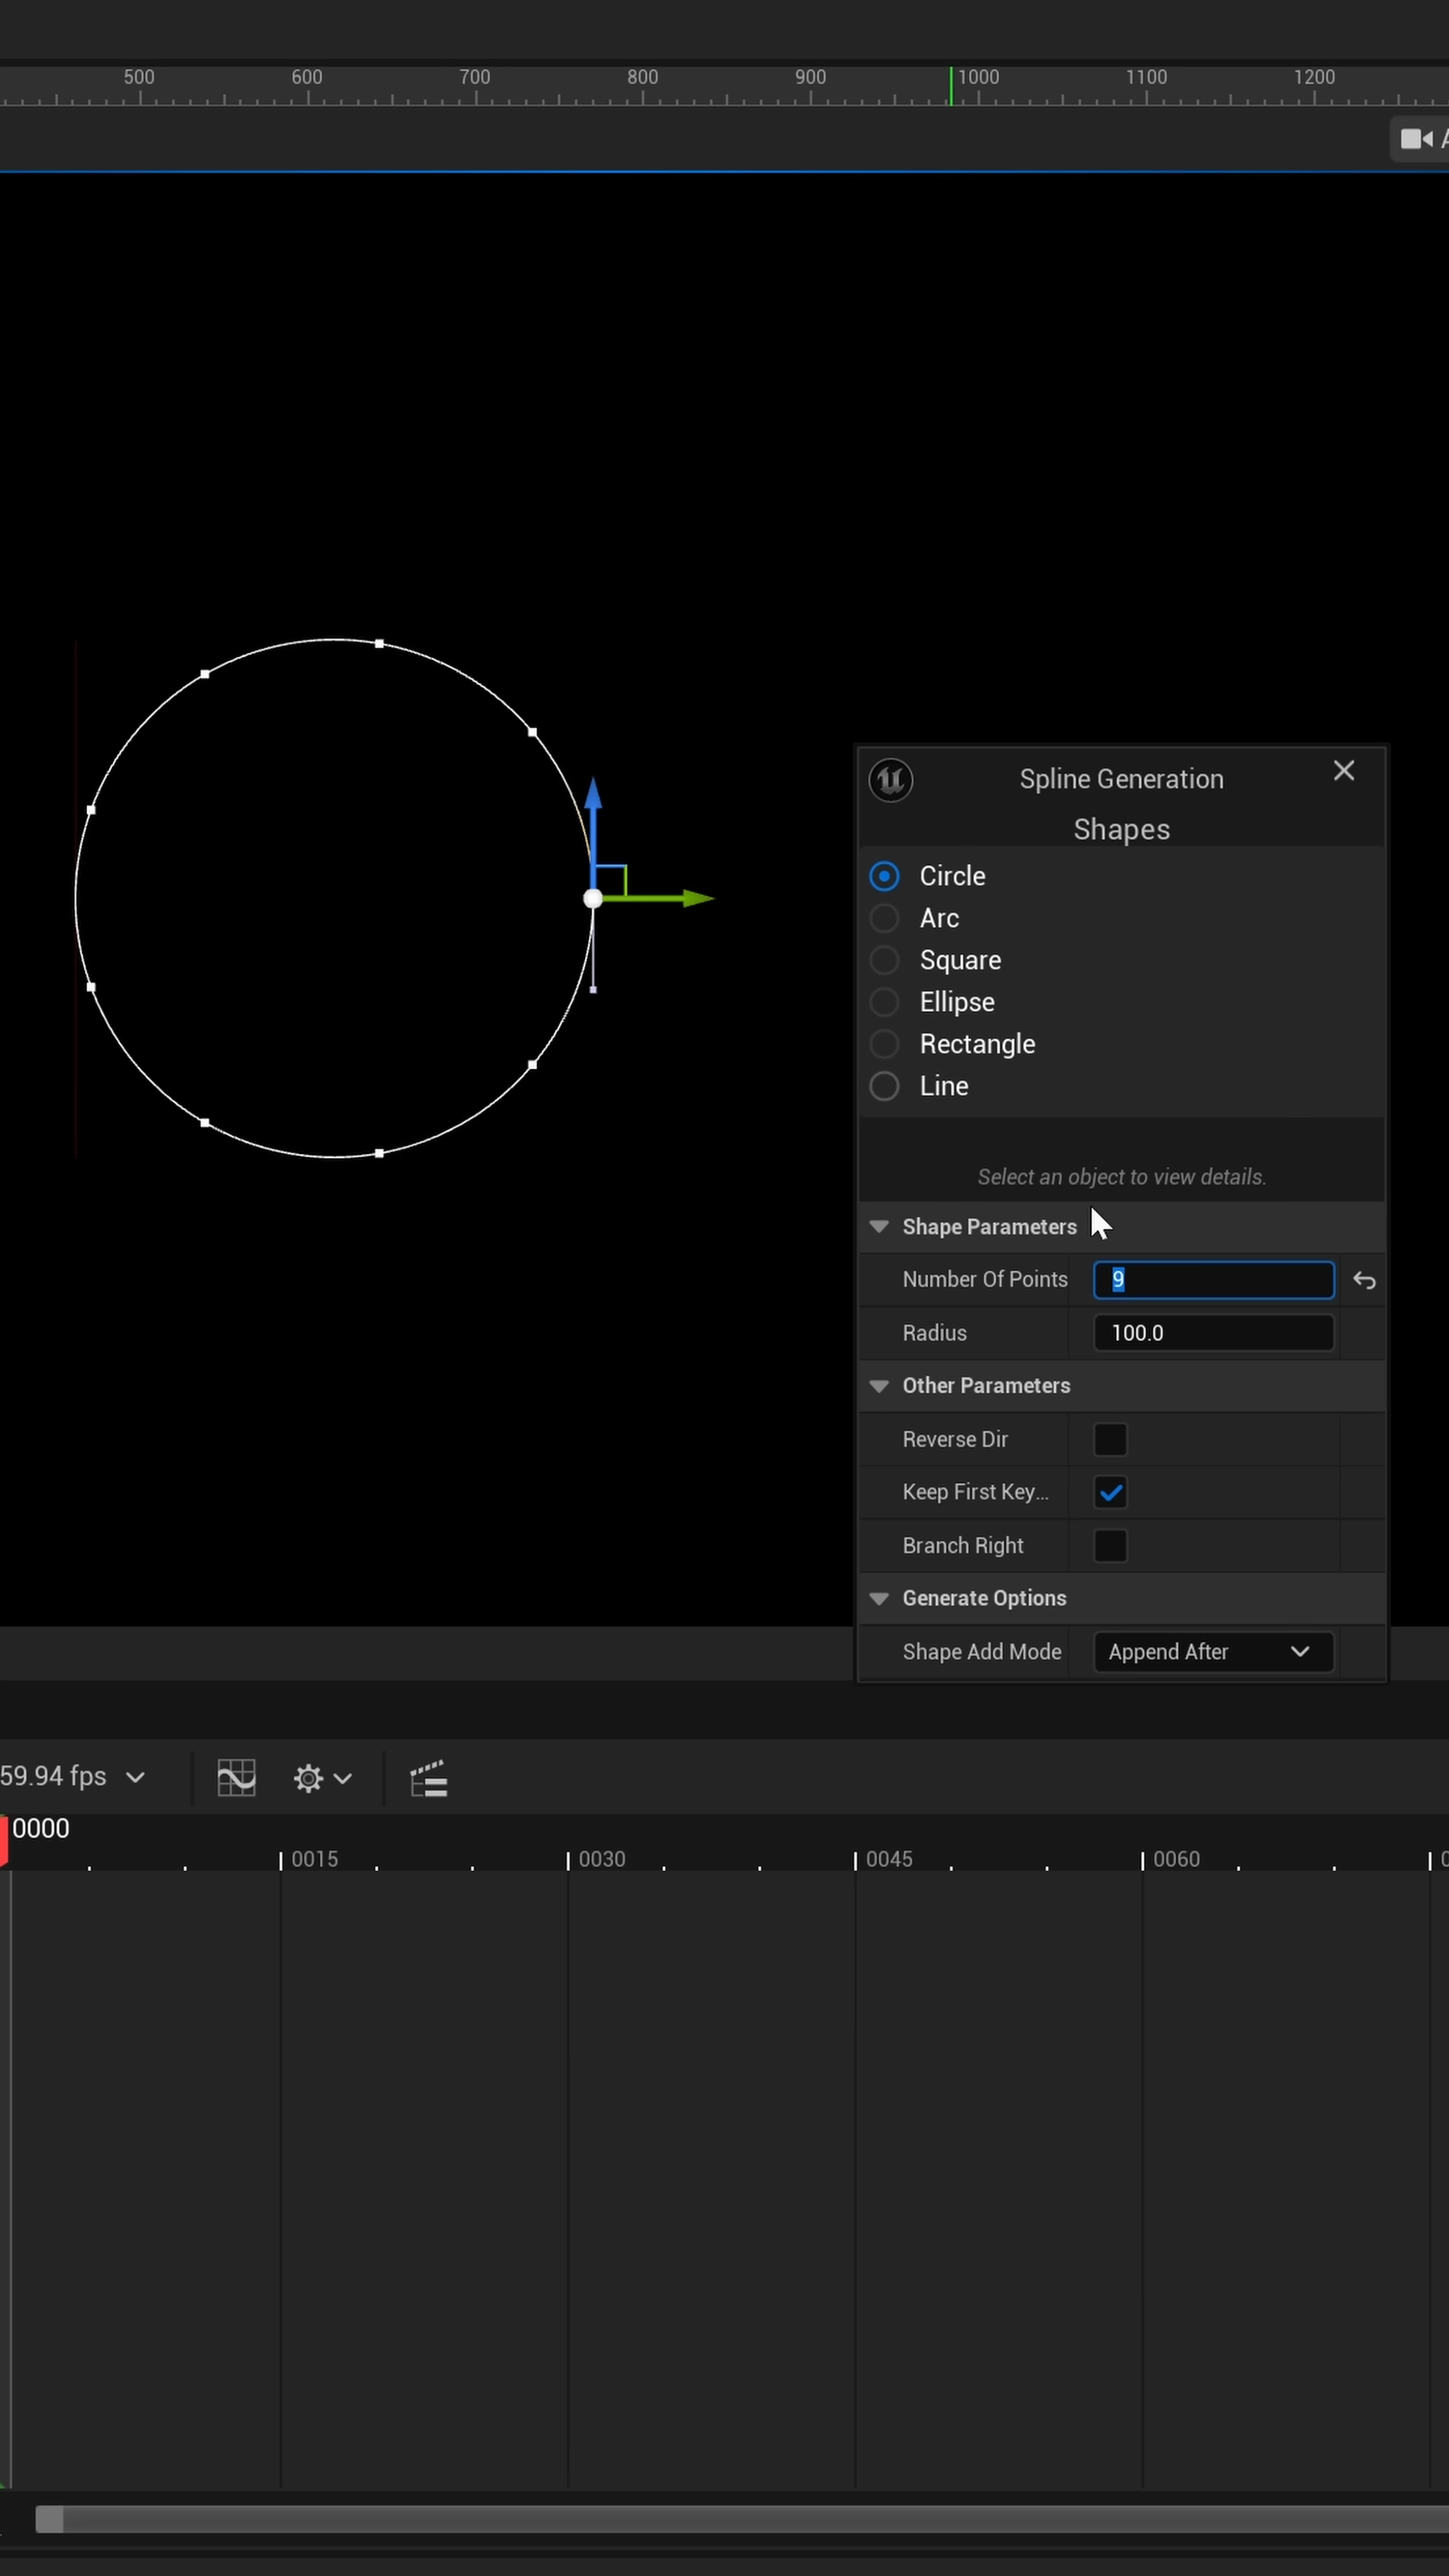 500 600 700 800 900 1000 1100 1200
Spline Generation
Shapes
Circle
Arc
Square
Ellipse
Rectangle
Line
Select an object to view details.
Shape Parameters
Number Of Points 9
Radius 100.0
Other Parameters
Reverse Dir
Keep First Key...
Branch Right
Generate Options
Shape Add Mode Append After
59.94 fps
0000
0015 0030 0045 0060